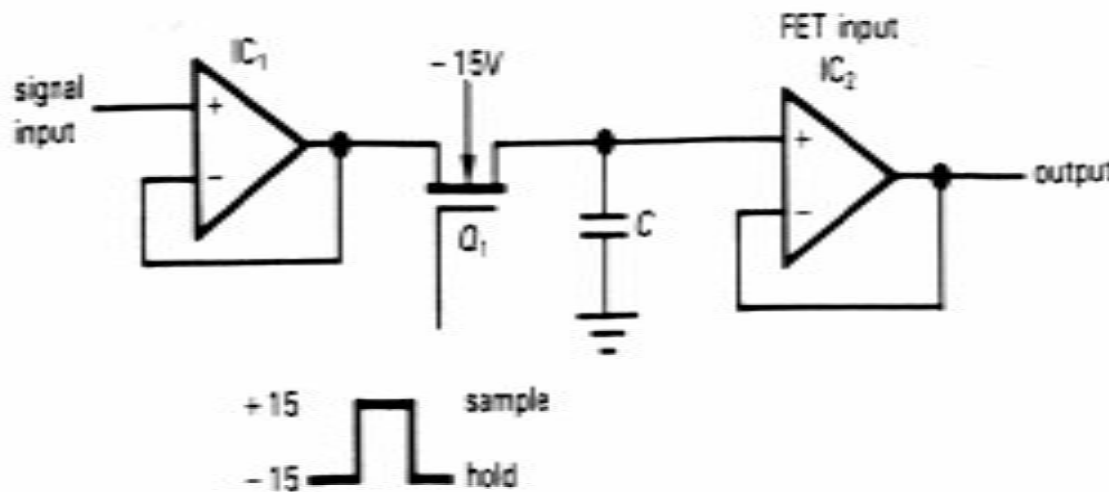 IC₁
signal
input
+
−
−15V
Q₁
C
FET input
IC₂
+
−
output
+15
sample
−15
hold